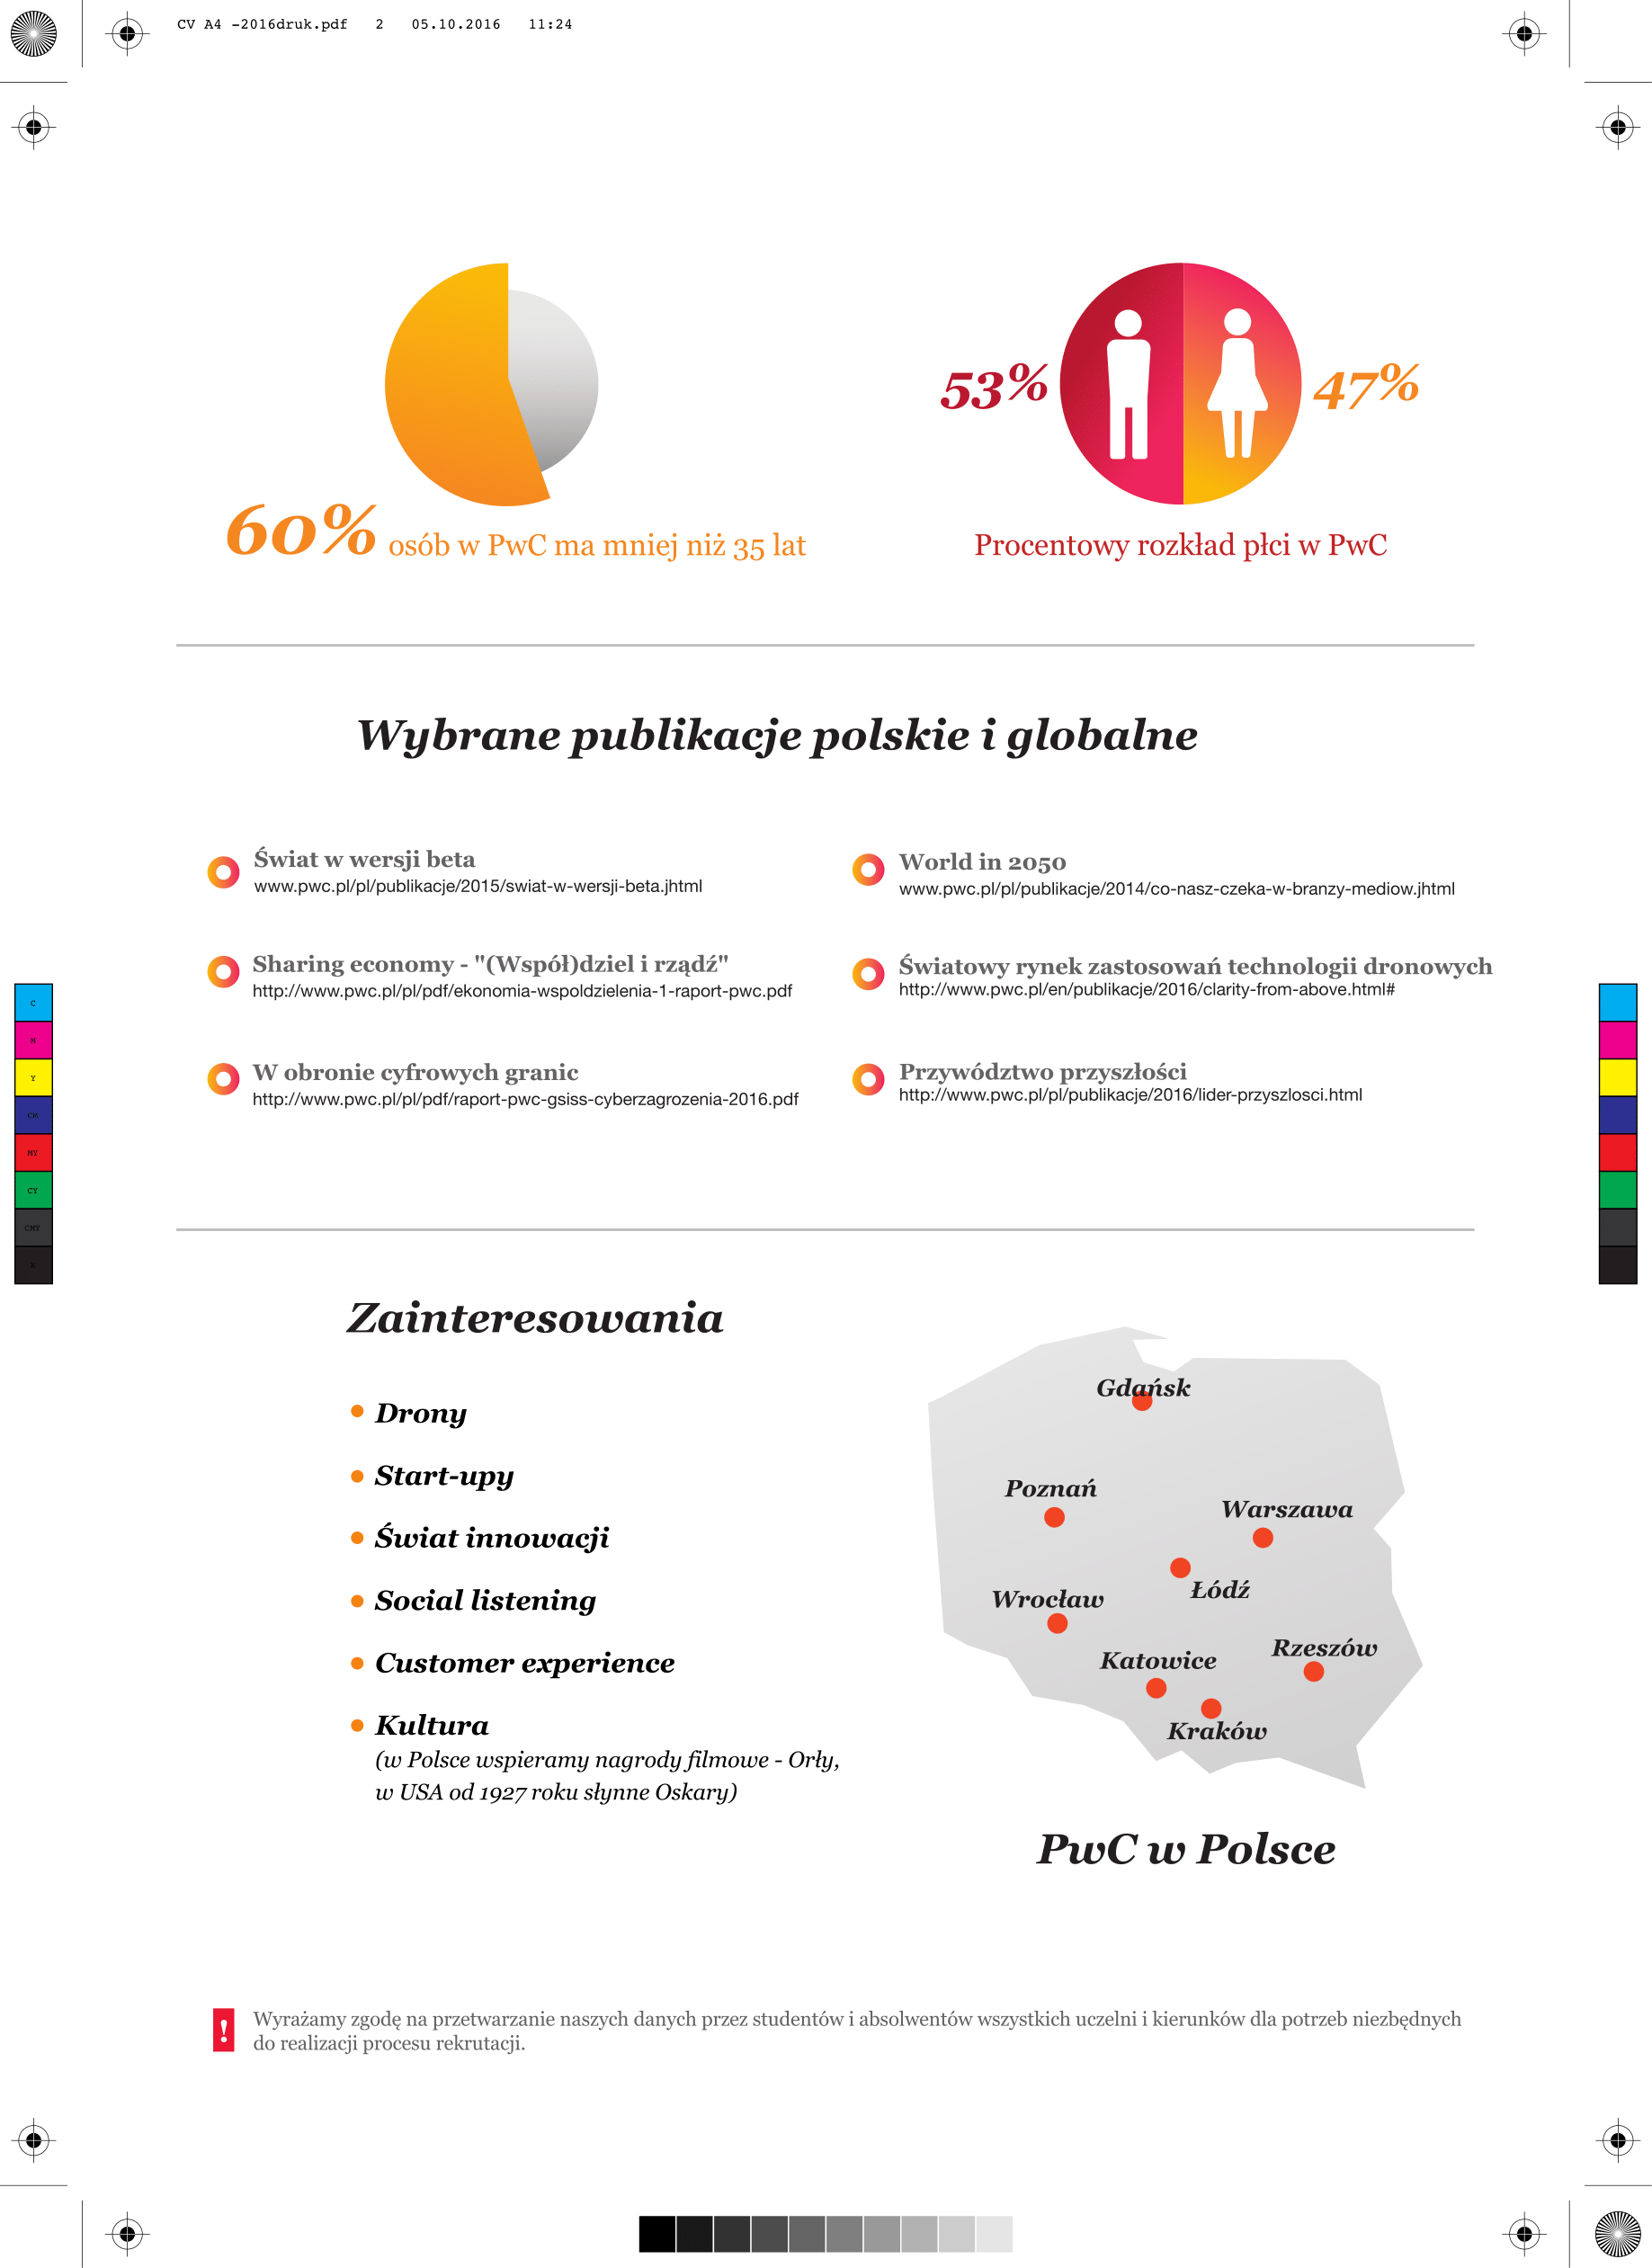 CV A4 -2016druk.pdf   2   05.10.2016   11:24
53%
47%
60% osób w PwC ma mniej niż 35 lat
Procentowy rozkład płci w PwC
Wybrane publikacje polskie i globalne
Świat w wersji beta
www.pwc.pl/pl/publikacje/2015/swiat-w-wersji-beta.jhtml
Sharing economy - "(Współ)dziel i rządź"
http://www.pwc.pl/pl/pdf/ekonomia-wspoldzielenia-1-raport-pwc.pdf
W obronie cyfrowych granic
http://www.pwc.pl/pl/pdf/raport-pwc-gsiss-cyberzagrozenia-2016.pdf
World in 2050
www.pwc.pl/pl/publikacje/2014/co-nasz-czeka-w-branzy-mediow.jhtml
Światowy rynek zastosowań technologii dronowych
http://www.pwc.pl/en/publikacje/2016/clarity-from-above.html#
Przywództwo przyszłości
http://www.pwc.pl/pl/publikacje/2016/lider-przyszlosci.html
C
M
Y
CM
MY
CY
CMY
K
Zainteresowania
Drony
Start-upy
Świat innowacji
Social listening
Customer experience
Kultura
(w Polsce wspieramy nagrody filmowe - Orły,
w USA od 1927 roku słynne Oskary)
Gdańsk
Poznań
Warszawa
Łódź
Wrocław
Rzeszów
Katowice
Kraków
PwC w Polsce
! Wyrażamy zgodę na przetwarzanie naszych danych przez studentów i absolwentów wszystkich uczelni i kierunków dla potrzeb niezbędnych
do realizacji procesu rekrutacji.